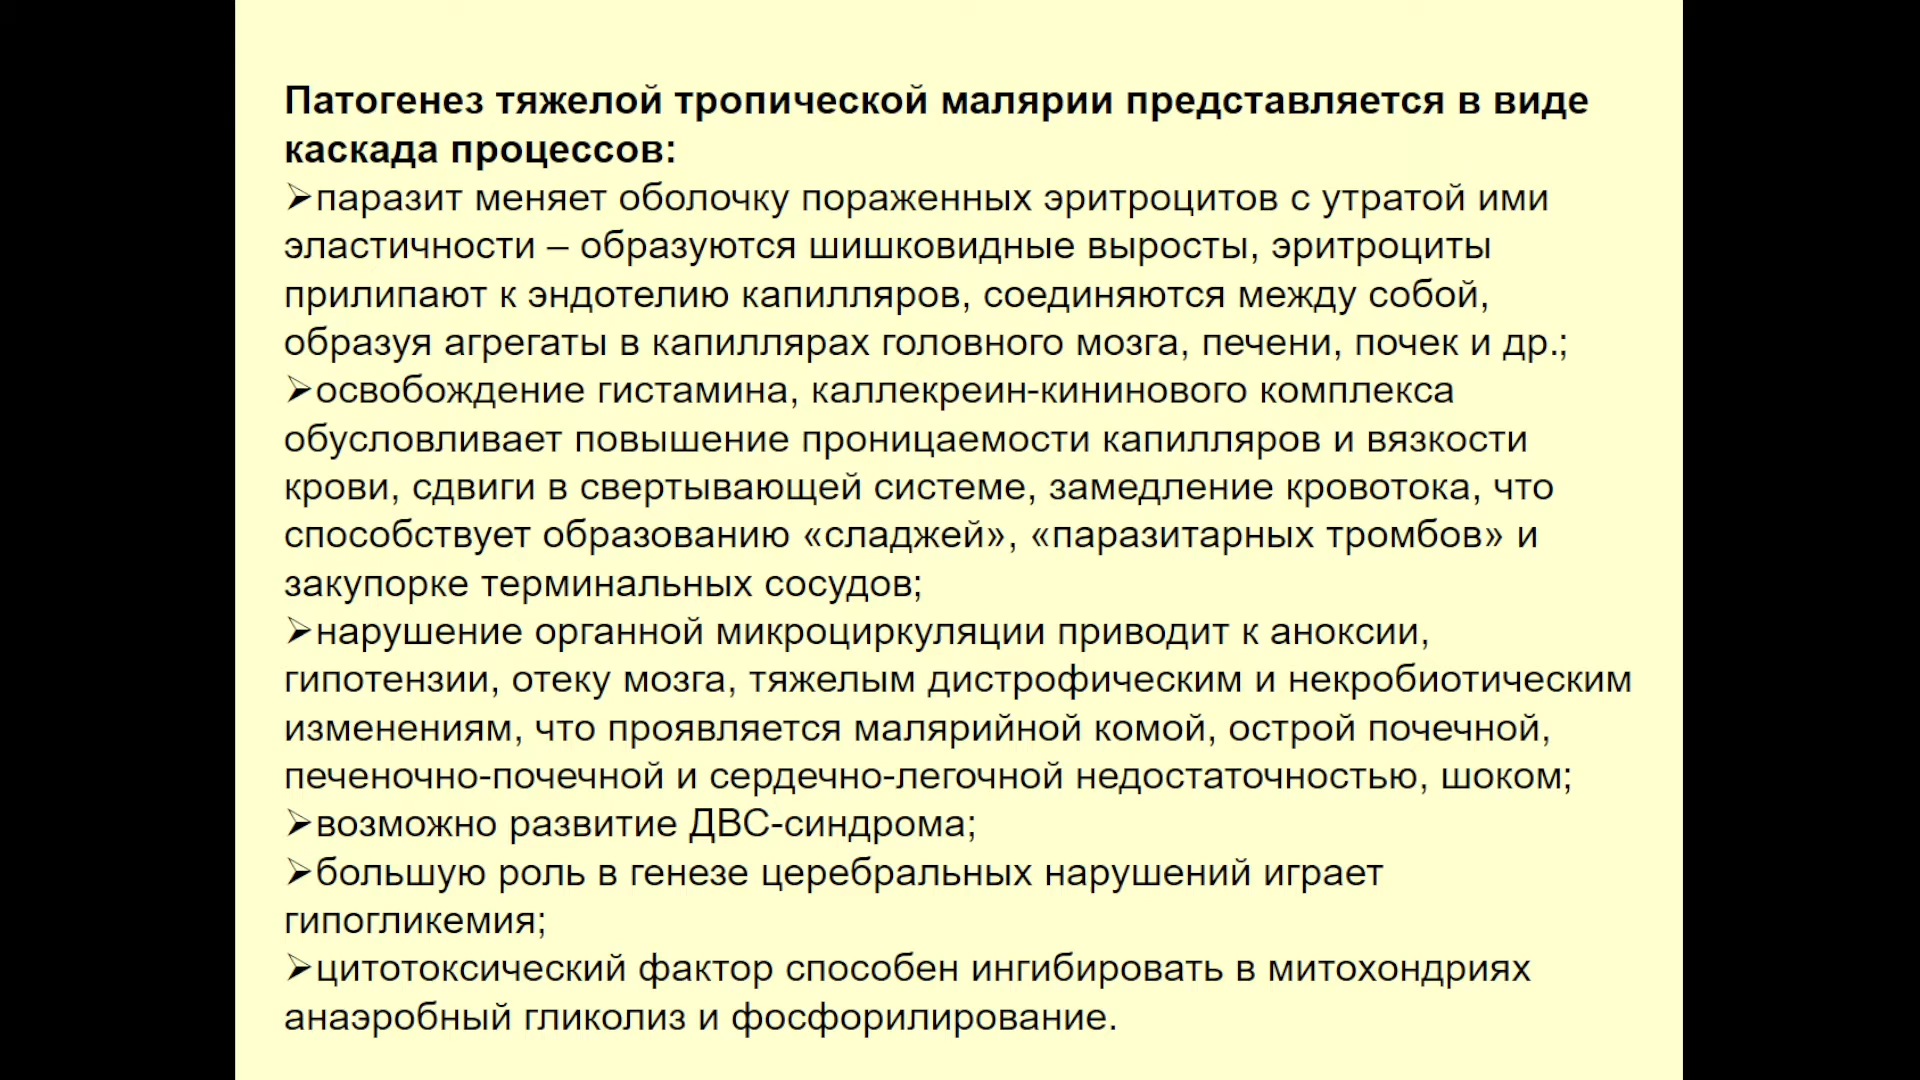 Патогенез тяжелой тропической малярии представляется в виде
каскада процессов:
➢паразит меняет оболочку пораженных эритроцитов с утратой ими
эластичности – образуются шишковидные выросты, эритроциты
прилипают к эндотелию капилляров, соединяются между собой,
образуя агрегаты в капиллярах головного мозга, печени, почек и др.;
➢освобождение гистамина, каллекреин-кининового комплекса
обусловливает повышение проницаемости капилляров и вязкости
крови, сдвиги в свертывающей системе, замедление кровотока, что
способствует образованию «сладжей», «паразитарных тромбов» и
закупорке терминальных сосудов;
➢нарушение органной микроциркуляции приводит к аноксии,
гипотензии, отеку мозга, тяжелым дистрофическим и некробиотическим
изменениям, что проявляется малярийной комой, острой почечной,
печеночно-почечной и сердечно-легочной недостаточностью, шоком;
➢возможно развитие ДВС-синдрома;
➢большую роль в генезе церебральных нарушений играет
гипогликемия;
➢цитотоксический фактор способен ингибировать в митохондриях
анаэробный гликолиз и фосфорилирование.